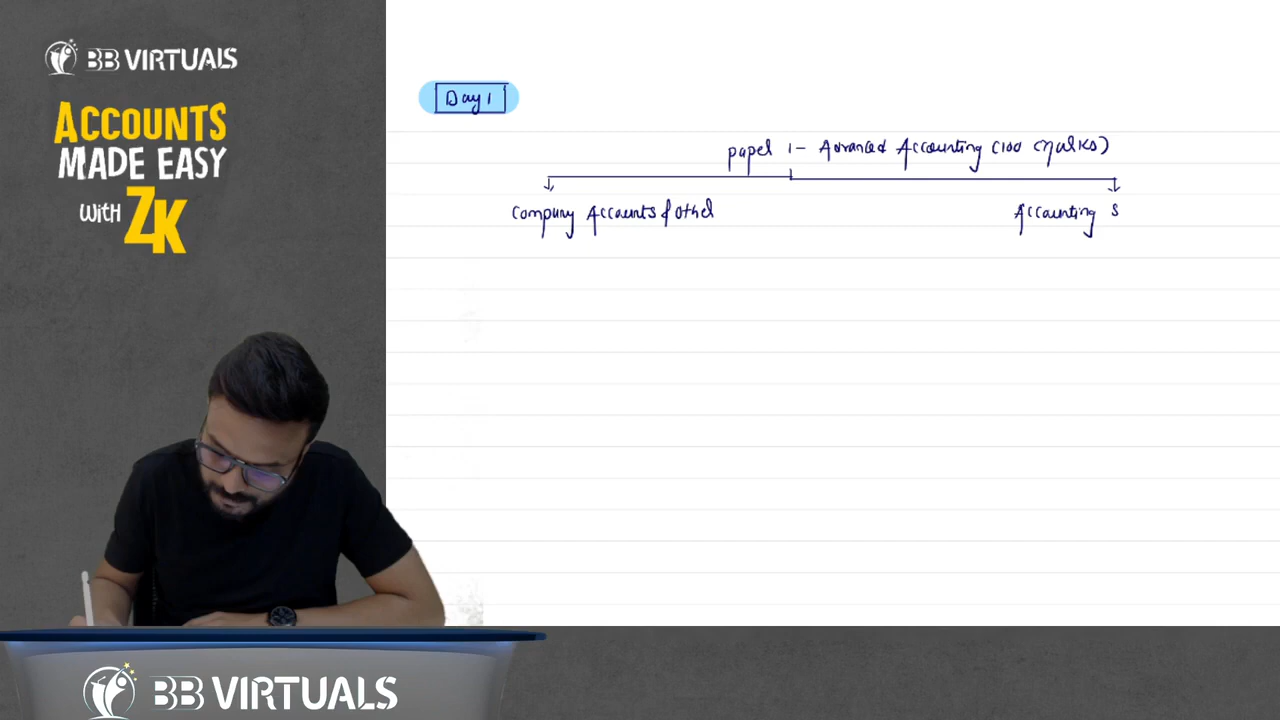 BB VIRTUALS
ACCOUNTS
MADE EASY
WITH ZK
Day 1
paper 1- Advanced Accounting (100 Marks)
Company Accounts & Other
Accounting S
BB VIRTUALS